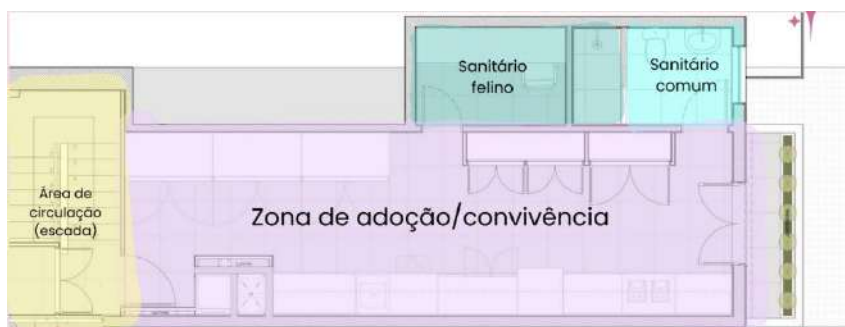 Sanitário
felino
Sanitário
comum
Área de
circulação
(escada)
Zona de adoção/convivência